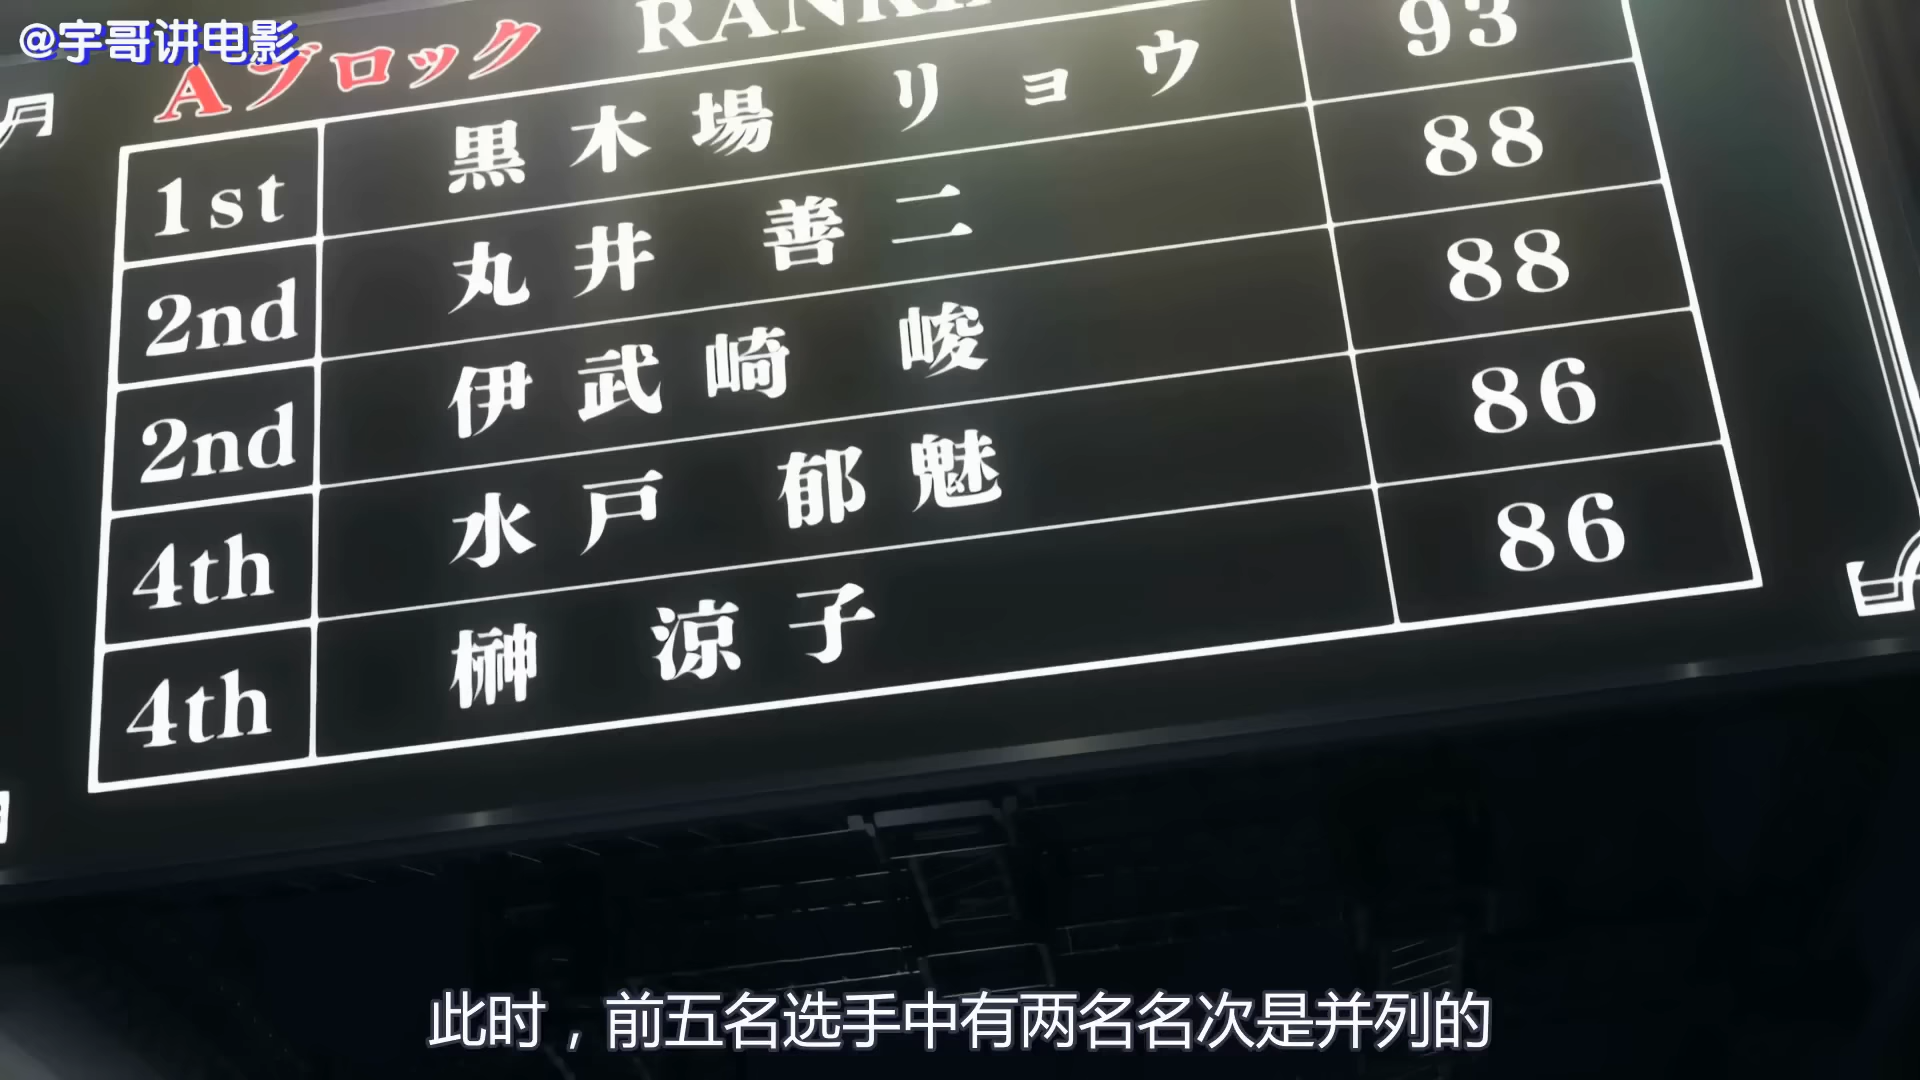 @宇哥讲电影
月
Aブロック RANKI
1st 黒木場 リョウ 93
2nd 丸井 善二 88
2nd 伊武崎 峻 88
4th 水戸 郁魅 86
4th 榊 涼子 86
此时，前五名选手中有两名名次是并列的